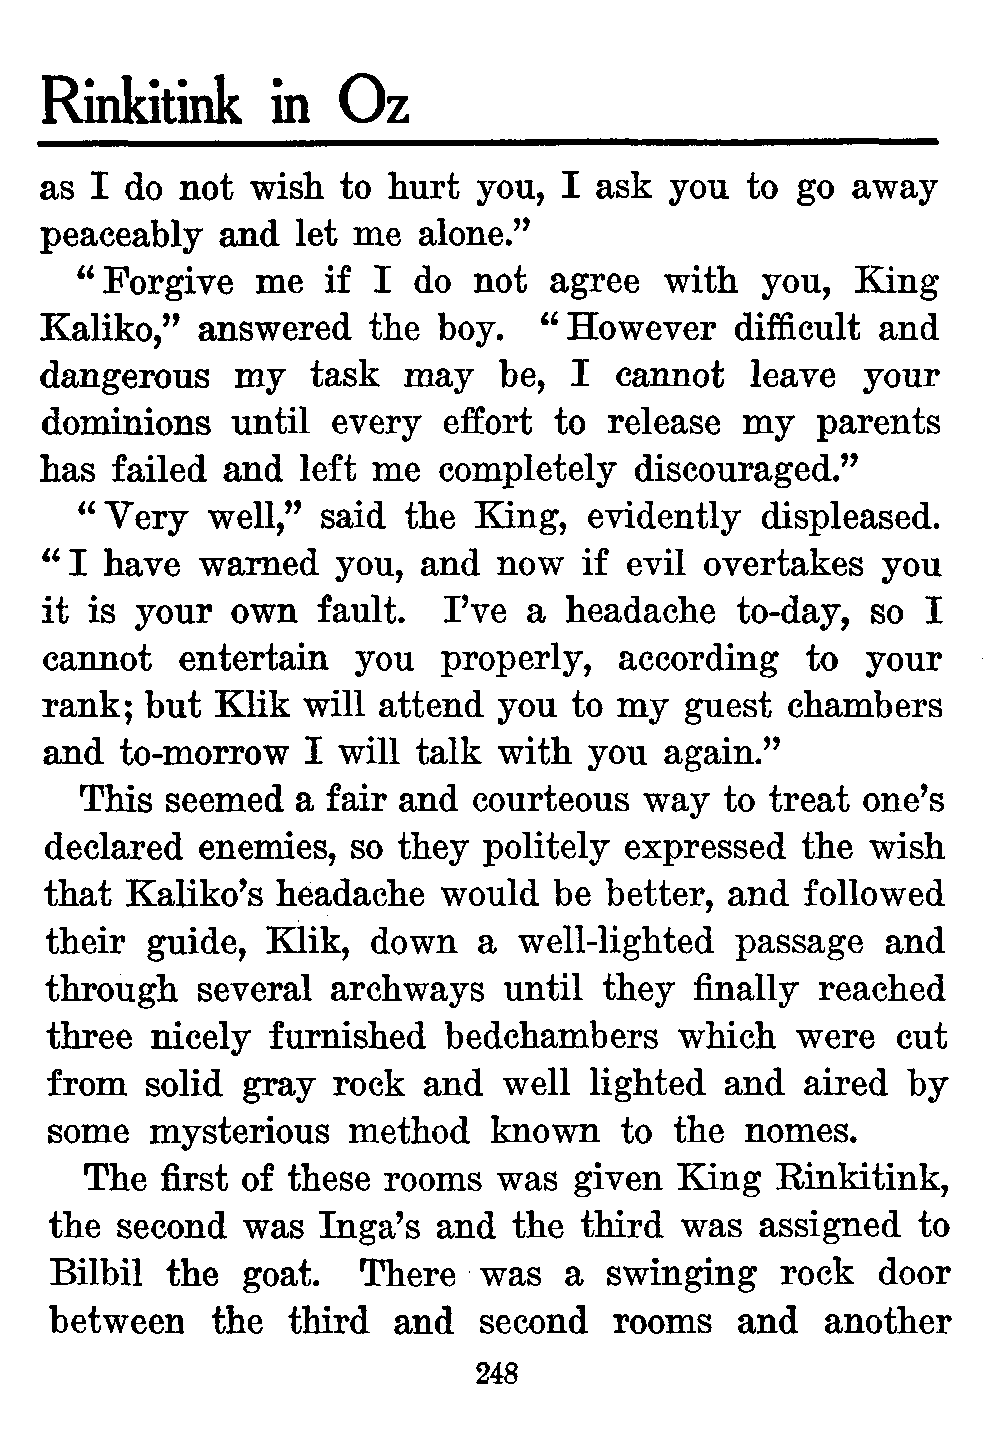 Rinkitink in Oz
as I do not wish to hurt you, I ask you to go away
peaceably and let me alone.”
“Forgive me if I do not agree with you, King
Kaliko,” answered the boy. “However difficult and
dangerous my task may be, I cannot leave your
dominions until every effort to release my parents
has failed and left me completely discouraged.”
“Very well,” said the King, evidently displeased.
“I have warned you, and now if evil overtakes you
it is your own fault. I’ve a headache to-day, so I
cannot entertain you properly, according to your
rank; but Klik will attend you to my guest chambers
and to-morrow I will talk with you again.”
This seemed a fair and courteous way to treat one’s
declared enemies, so they politely expressed the wish
that Kaliko’s headache would be better, and followed
their guide, Klik, down a well-lighted passage and
through several archways until they finally reached
three nicely furnished bedchambers which were cut
from solid gray rock and well lighted and aired by
some mysterious method known to the nomes.
The first of these rooms was given King Rinkitink,
the second was Inga’s and the third was assigned to
Bilbil the goat. There was a swinging rock door
between the third and second rooms and another
248